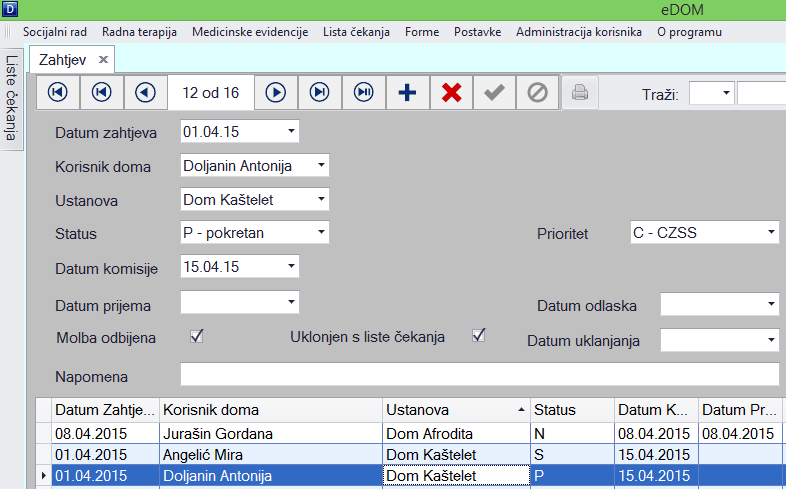 D eDOM
Socijalni rad Radna terapija Medicinske evidencije Lista čekanja Forme Postavke Administracija korisnika O programu
Liste čekanja
Zahtjev ×
12 od 16 Traži:
Datum zahtjeva 01.04.15
Korisnik doma Doljanin Antonija
Ustanova Dom Kaštelet
Status P - pokretan Prioritet C - CZSS
Datum komisije 15.04.15
Datum prijema Datum odlaska
Molba odbijena Uklonjen s liste čekanja Datum uklanjanja
Napomena
Datum Zahtje... Korisnik doma Ustanova Status Datum K... Datum Pr...
08.04.2015 Jurašin Gordana Dom Afrodita N 08.04.2015 08.04.2015
01.04.2015 Angelić Mira Dom Kaštelet S 15.04.2015
01.04.2015 Doljanin Antonija Dom Kaštelet P 15.04.2015